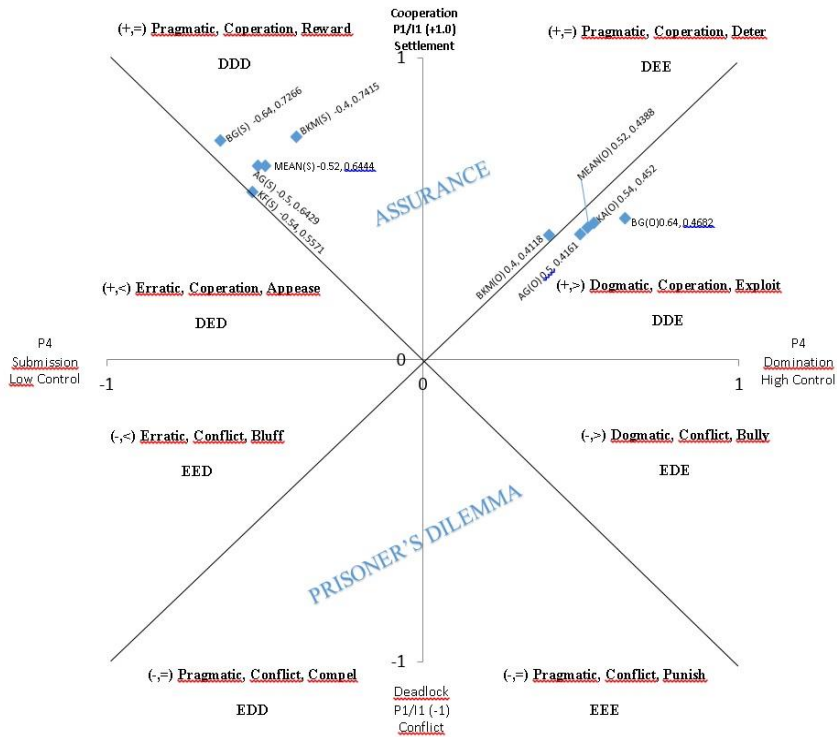 Cooperation
P1/I1 (+1.0)
Settlement
(+,=) Pragmatic, Coperation, Reward
DDD
1
(+,=) Pragmatic, Coperation, Deter
DEE
BG(S) -0.64, 0.7266
BKM(S) -0.4, 0.7415
MEAN(S) -0.52, 0.6444
AG(S) -0.5, 0.6429
KF(S) -0.54, 0.5571
ASSURANCE
MEAN(O) 0.52, 0.4388
KA(O) 0.54, 0.452
BG(O)0.64, 0.4682
BKM(O) 0.4, 0.4118
AG(O) 0.5, 0.4161
(+,<) Erratic, Coperation, Appease
DED
(+,>) Dogmatic, Coperation, Exploit
DDE
P4
Submission
Low Control
-1
0
0
1
P4
Domination
High Control
(-,<) Erratic, Conflict, Bluff
EED
(-,>) Dogmatic, Conflict, Bully
EDE
PRISONER'S DILEMMA
-1
(-,=) Pragmatic, Conflict, Compel
EDD
(-,=) Pragmatic, Conflict, Punish
EEE
Deadlock
P1/I1 (-1)
Conflict